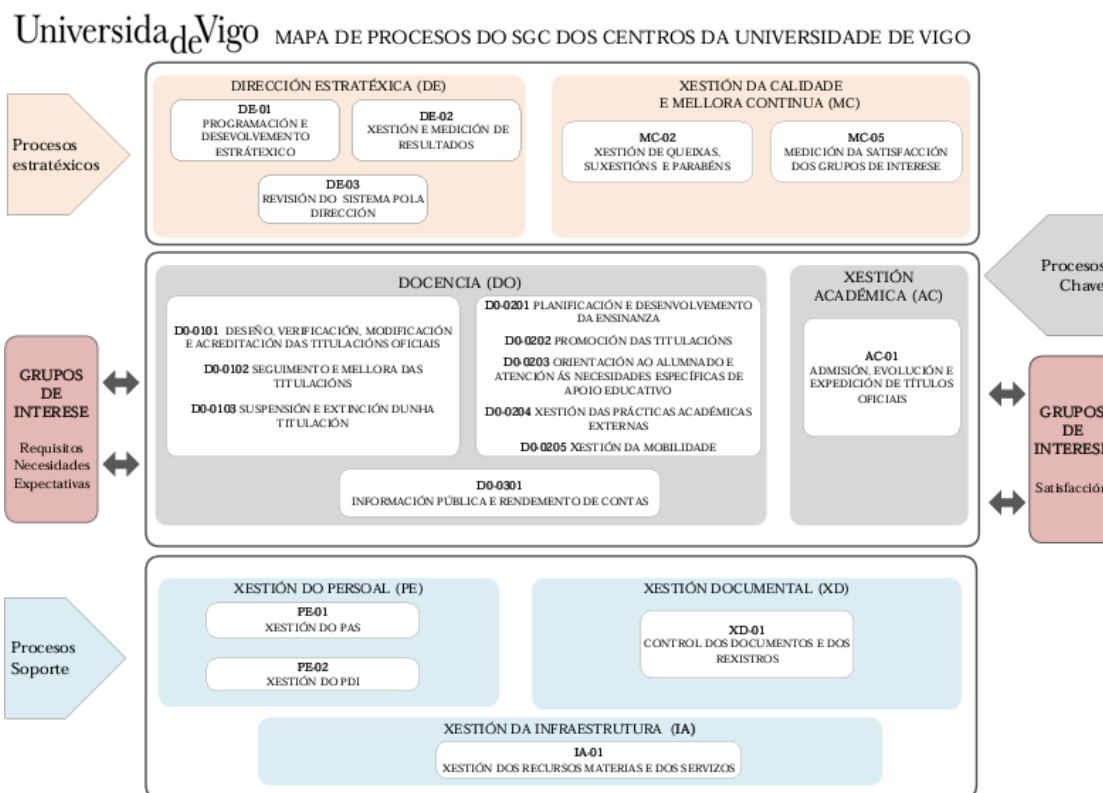 Universidade de Vigo MAPA DE PROCESOS DO SGC DOS CENTROS DA UNIVERSIDADE DE VIGO
Procesos
estratéxicos
DIRECCIÓN ESTRATÉXICA (DE)
DE-01
PROGRAMACIÓN E
DESEVOLVEMENTO
ESTRÁTEXICO
DE-02
XESTIÓN E MEDICIÓN DE
RESULTADOS
DE-03
REVISIÓN DO SISTEMA POLA
DIRECCIÓN
XESTIÓN DA CALIDADE
E MELLORA CONTINUA (MC)
MC-02
XESTIÓN DE QUEIXAS,
SUXESTIÓNS E PARABÉNS
MC-05
MEDICIÓN DA SATISFACCIÓN
DOS GRUPOS DE INTERESE
Procesos
Chave
DOCENCIA (DO)
D0-0101 DESEÑO, VERIFICACIÓN, MODIFICACIÓN
E ACREDITACIÓN DAS TITULACIÓNS OFICIAIS
D0-0102 SEGUIMENTO E MELLORA DAS
TITULACIÓNS
D0-0103 SUSPENSIÓN E EXTINCIÓN DUNHA
TITULACIÓN
D0-0201 PLANIFICACIÓN E DESENVOLVEMENTO
DA ENSINANZA
D0-0202 PROMOCIÓN DAS TITULACIÓNS
D0-0203 ORIENTACIÓN AO ALUMNADO E
ATENCIÓN ÁS NECESIDADES ESPECÍFICAS DE
APOIO EDUCATIVO
D0-0204 XESTIÓN DAS PRÁCTICAS ACADÉMICAS
EXTERNAS
D0-0205 XESTIÓN DA MOBILIDADE
D0-0301
INFORMACIÓN PÚBLICA E RENDEMENTO DE CONTAS
XESTIÓN
ACADÉMICA (AC)
AC-01
ADMISIÓN, EVOLUCIÓN E
EXPEDICIÓN DE TÍTULOS
OFICIAIS
GRUPOS
DE
INTERESE
Requisitos
Necesidades
Expectativas
GRUPOS
DE
INTERESE
Satisfacción
Procesos
Soporte
XESTIÓN DO PERSOAL (PE)
PE-01
XESTIÓN DO PAS
PE-02
XESTIÓN DO PDI
XESTIÓN DOCUMENTAL (XD)
XD-01
CONTROL DOS DOCUMENTOS E DOS
REXISTROS
XESTIÓN DA INFRAESTRUTURA (IA)
IA-01
XESTIÓN DOS RECURSOS MATERIAS E DOS SERVIZOS